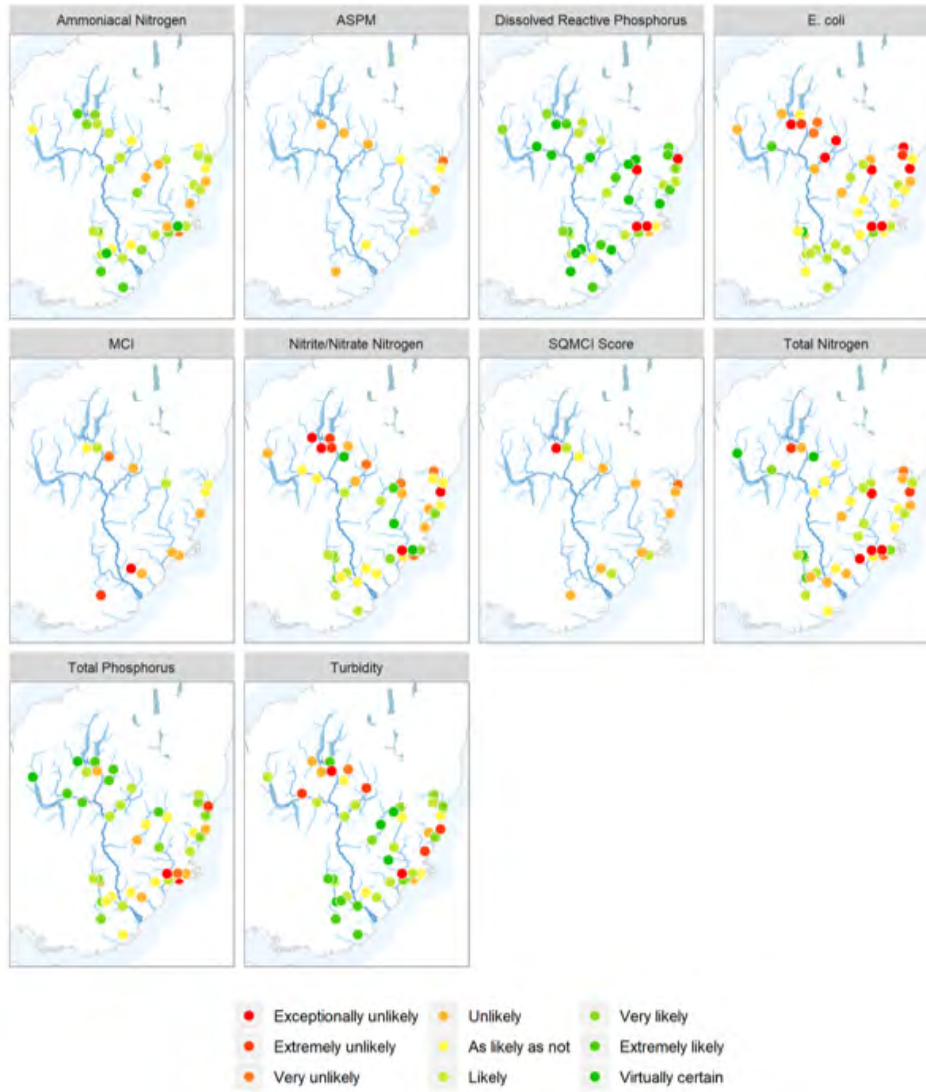 Ammoniacal Nitrogen
ASPM
Dissolved Reactive Phosphorus
E. coli
MCI
Nitrite/Nitrate Nitrogen
SQMCI Score
Total Nitrogen
Total Phosphorus
Turbidity
Exceptionally unlikely
Unlikely
Very likely
Extremely unlikely
As likely as not
Extremely likely
Very unlikely
Likely
Virtually certain